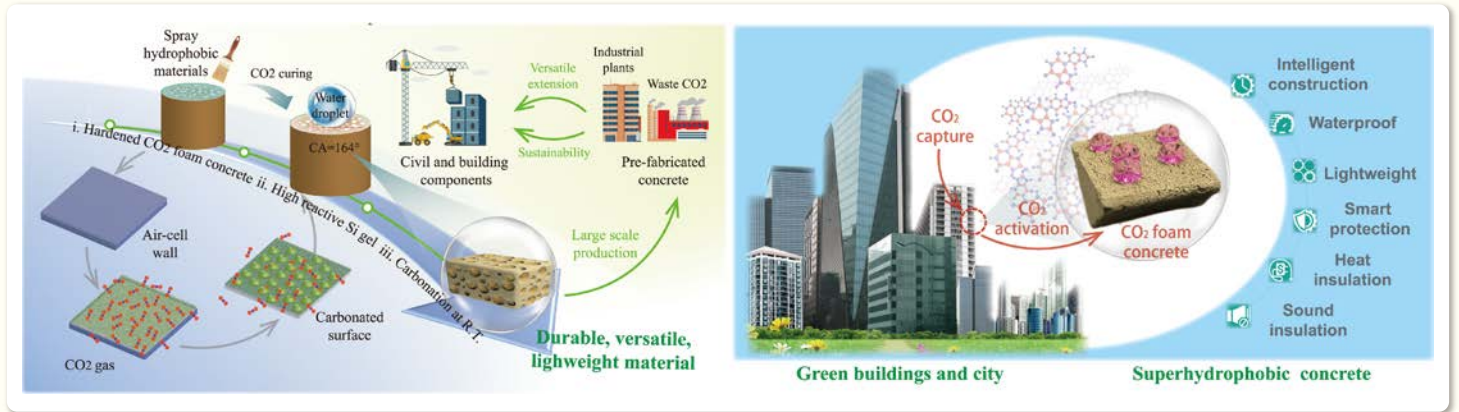 Spray
hydrophobic
materials
CO2 curing
Water
droplet
CA=164°
i. Hardened CO2 foam concrete ii. High reactive Si gel iii. Carbonation at R.T.
Air-cell
wall
CO2 gas
Carbonated
surface
Civil and building
components
Versatile
extension
Sustainability
Industrial
plants
Waste CO2
Pre-fabricated
concrete
Large scale
production
Durable, versatile,
lighweight material
CO₂
capture
CO₂
activation
CO₂ foam
concrete
Intelligent
construction
Waterproof
Lightweight
Smart
protection
Heat
insulation
Sound
insulation
Green buildings and city
Superhydrophobic concrete